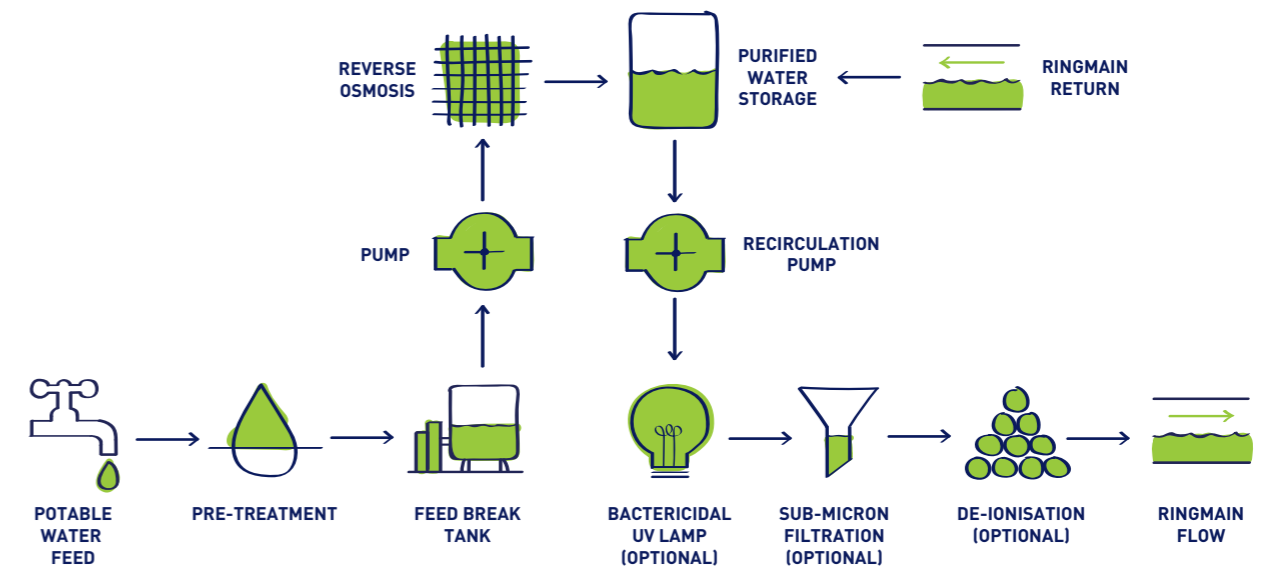 REVERSE
OSMOSIS
PURIFIED
WATER
STORAGE
RINGMAIN
RETURN
PUMP
RECIRCULATION
PUMP
POTABLE
WATER
FEED
PRE-TREATMENT
FEED BREAK
TANK
BACTERICIDAL
UV LAMP
(OPTIONAL)
SUB-MICRON
FILTRATION
(OPTIONAL)
DE-IONISATION
(OPTIONAL)
RINGMAIN
FLOW